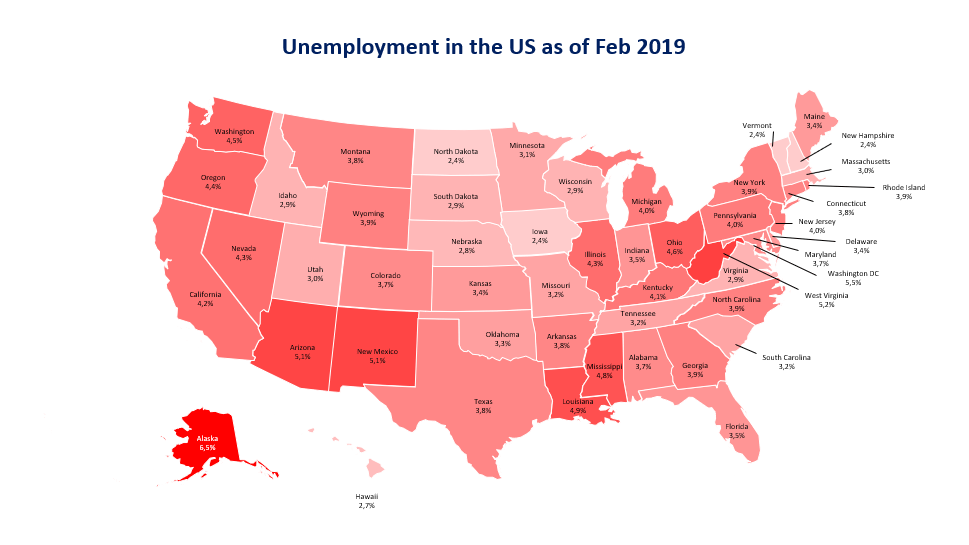 Unemployment in the US as of Feb 2019
Washington
4,5%
Oregon
4,4%
California
4,2%
Nevada
4,3%
Idaho
2,9%
Montana
3,8%
Wyoming
3,9%
Utah
3,0%
Colorado
3,7%
Arizona
5,1%
New Mexico
5,1%
North Dakota
2,4%
South Dakota
2,9%
Nebraska
2,8%
Kansas
3,4%
Oklahoma
3,3%
Texas
3,8%
Minnesota
3,1%
Iowa
2,4%
Missouri
3,2%
Arkansas
3,8%
Louisiana
4,9%
Wisconsin
2,9%
Illinois
4,3%
Michigan
4,0%
Indiana
3,5%
Ohio
4,6%
Kentucky
4,1%
Tennessee
3,2%
Mississippi
4,8%
Alabama
3,7%
Georgia
3,9%
Florida
3,5%
South Carolina
3,2%
North Carolina
3,9%
Virginia
2,9%
West Virginia
5,2%
Washington DC
5,5%
Maryland
3,7%
Delaware
3,4%
New Jersey
4,0%
Pennsylvania
4,0%
New York
3,9%
Connecticut
3,8%
Rhode Island
3,9%
Massachusetts
3,0%
New Hampshire
2,4%
Vermont
2,4%
Maine
3,4%
Alaska
6,5%
Hawaii
2,7%